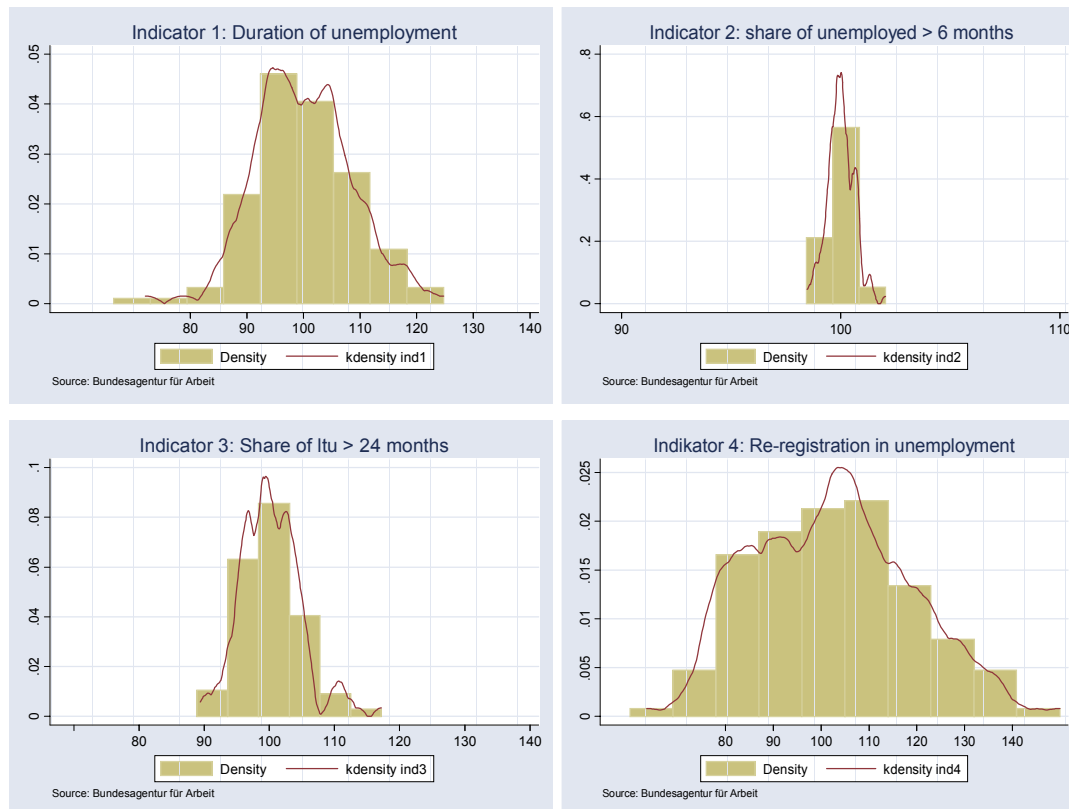 Indicator 1: Duration of unemployment
.05
.04
.03
.02
.01
0
80 90 100 110 120 130 140
Density kdensity ind1
Source: Bundesagentur für Arbeit
Indicator 2: share of unemployed > 6 months
.8
.6
.4
.2
0
90 100 110
Density kdensity ind2
Source: Bundesagentur für Arbeit
Indicator 3: Share of ltu > 24 months
.1
.08
.06
.04
.02
0
80 90 100 110 120 130 140
Density kdensity ind3
Source: Bundesagentur für Arbeit
Indikator 4: Re-registration in unemployment
.025
.02
.015
.01
.005
0
80 90 100 110 120 130 140
Density kdensity ind4
Source: Bundesagentur für Arbeit